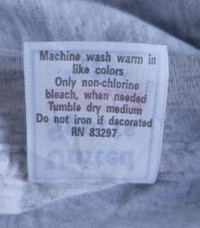 Machine wash warm in
like colors
Only non-chlorine
bleach, when needed
Tumble dry medium
Do not iron if decorated
RN 83297